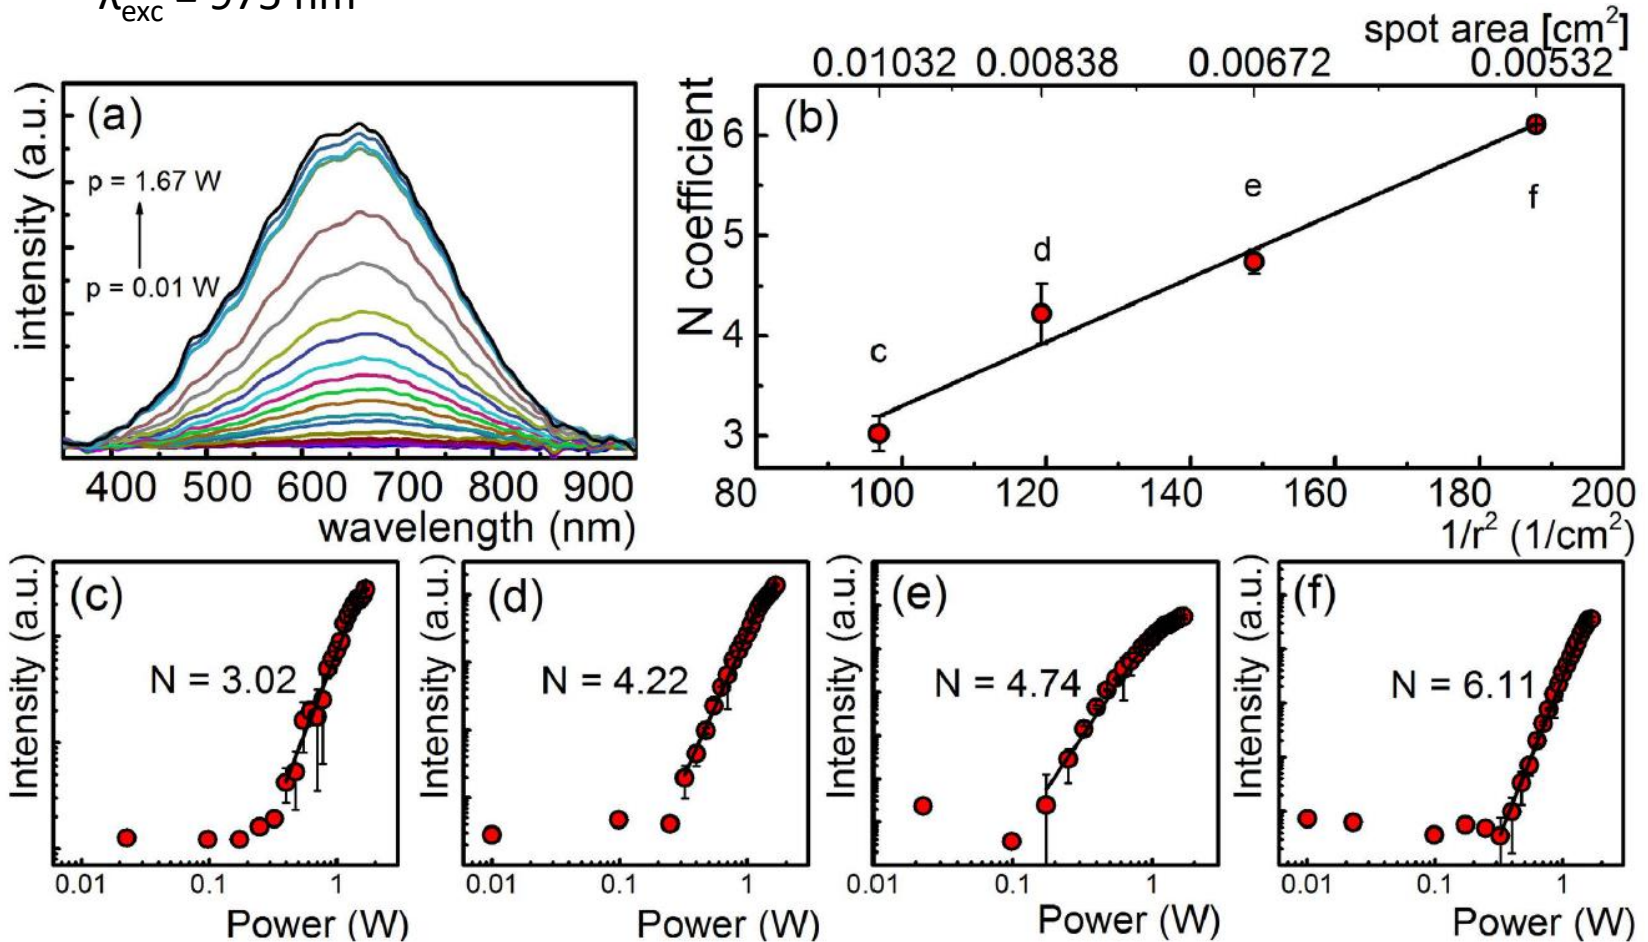 λexc = 975 nm
(a)
intensity (a.u.)
p = 1.67 W
p = 0.01 W
400 500 600 700 800 900
wavelength (nm)
spot area [cm²]
0.01032 0.00838 0.00672 0.00532
(b)
N coefficient
6
5
4
3
c
d
e
f
80 100 120 140 160 180 200
1/r² (1/cm²)
(c)
Intensity (a.u.)
N = 3.02
0.01 0.1 1
Power (W)
(d)
Intensity (a.u.)
N = 4.22
0.01 0.1 1
Power (W)
(e)
Intensity (a.u.)
N = 4.74
0.01 0.1 1
Power (W)
(f)
Intensity (a.u.)
N = 6.11
0.01 0.1 1
Power (W)